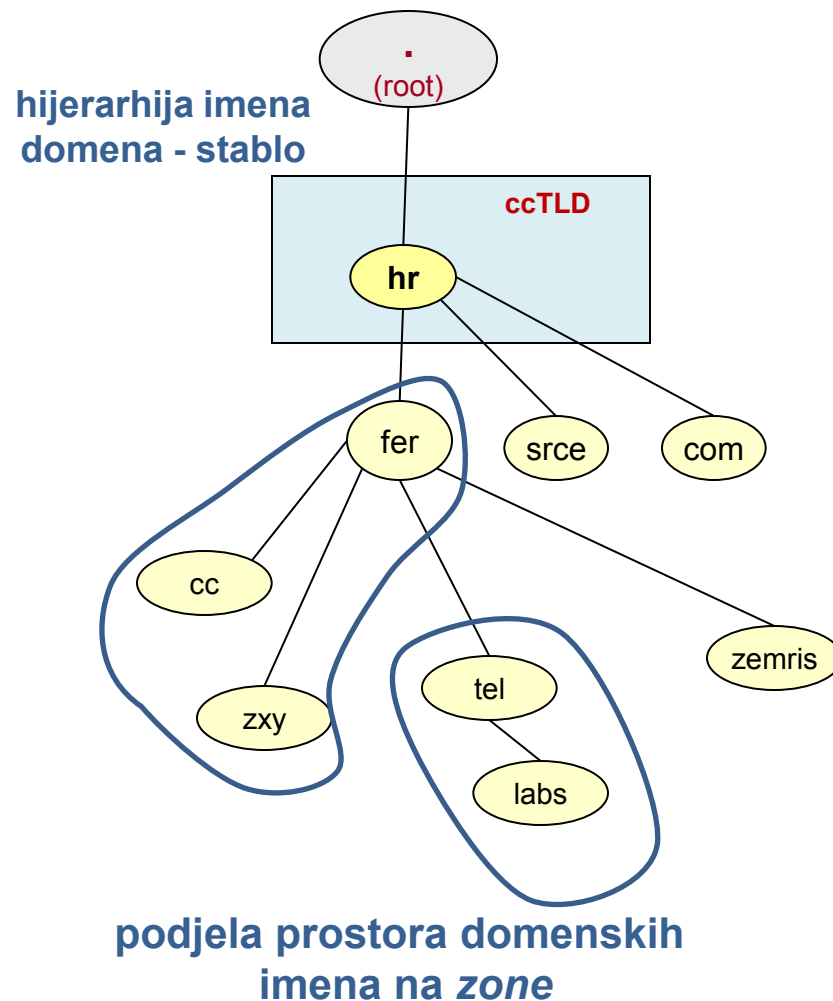 .
(root)
hijerarhija imena
domena - stablo
ccTLD
hr
fer
srce
com
cc
zemris
tel
zxy
labs
podjela prostora domenskih
imena na zone